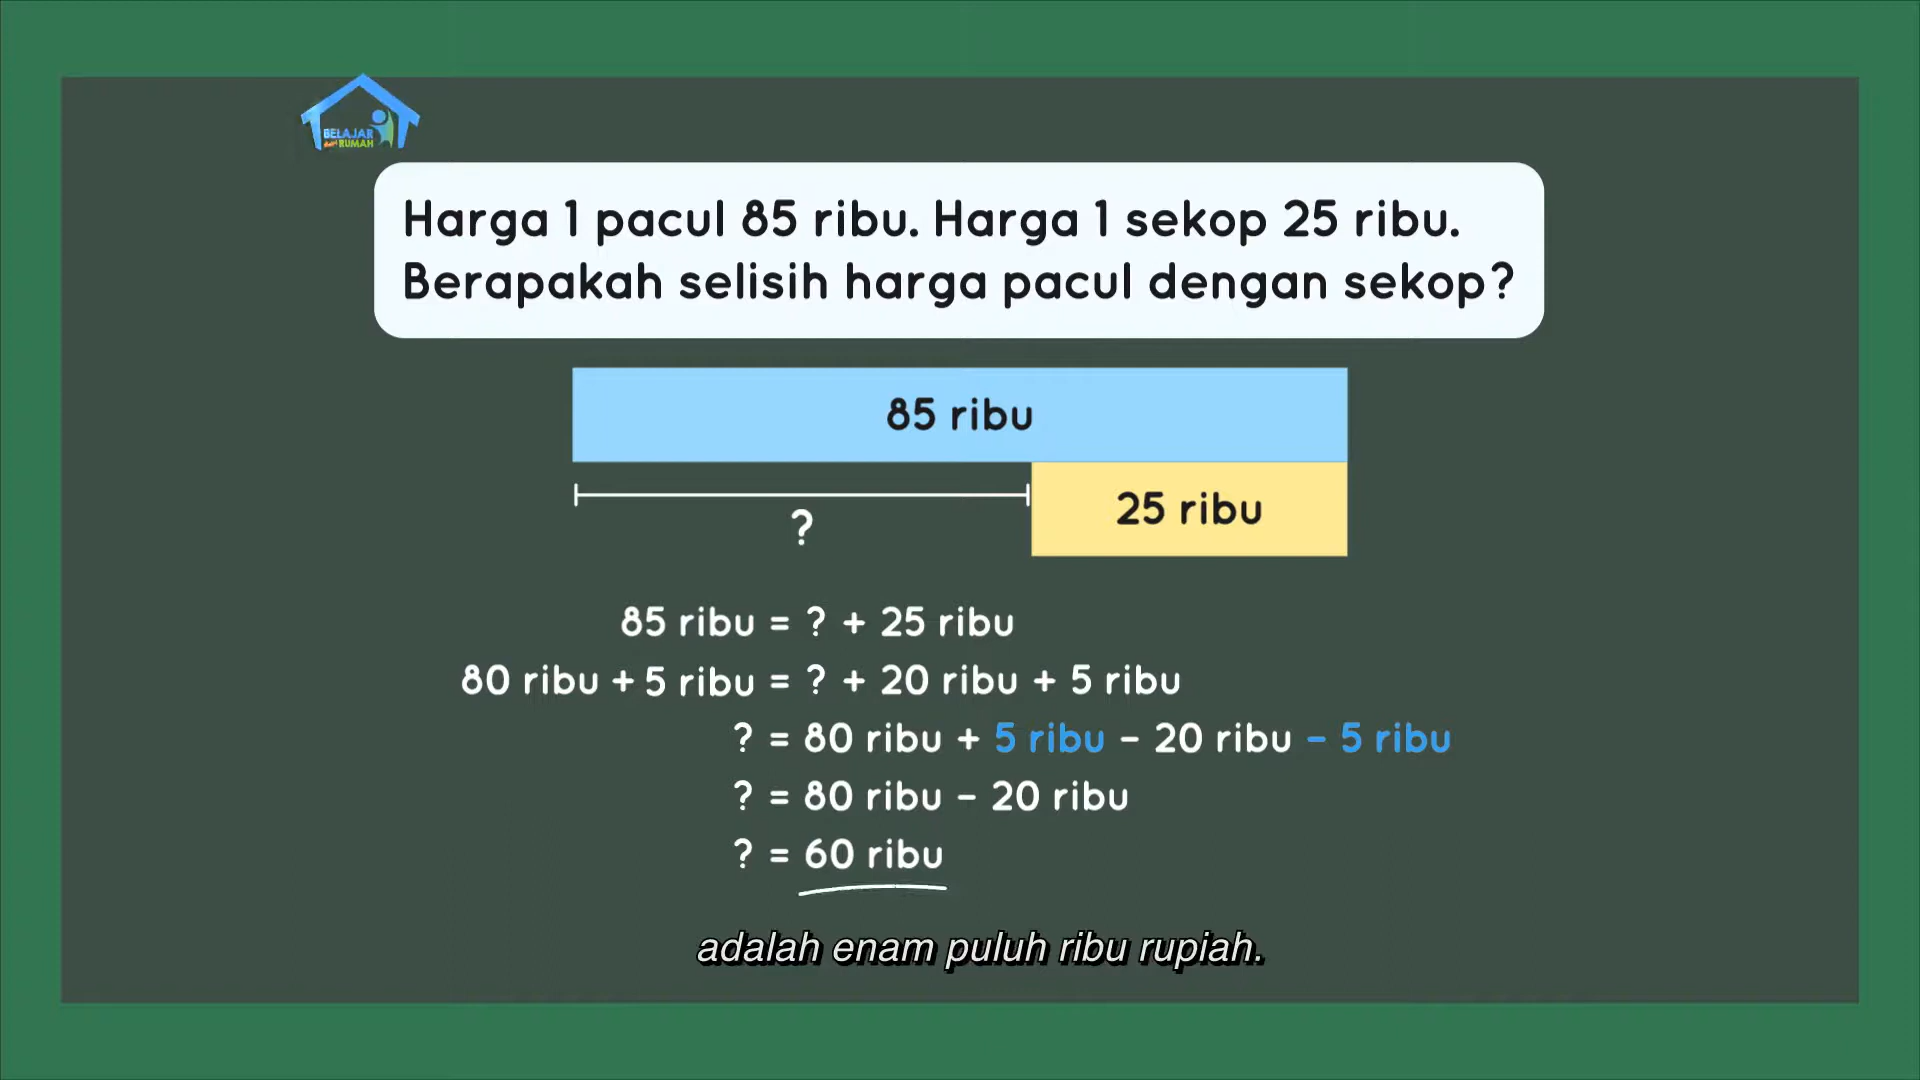 BELAJAR
dari RUMAH
Harga 1 pacul 85 ribu. Harga 1 sekop 25 ribu.
Berapakah selisih harga pacul dengan sekop?
85 ribu
25 ribu
?
85 ribu = ? + 25 ribu
80 ribu + 5 ribu = ? + 20 ribu + 5 ribu
? = 80 ribu + 5 ribu - 20 ribu - 5 ribu
? = 80 ribu - 20 ribu
? = 60 ribu
adalah enam puluh ribu rupiah.